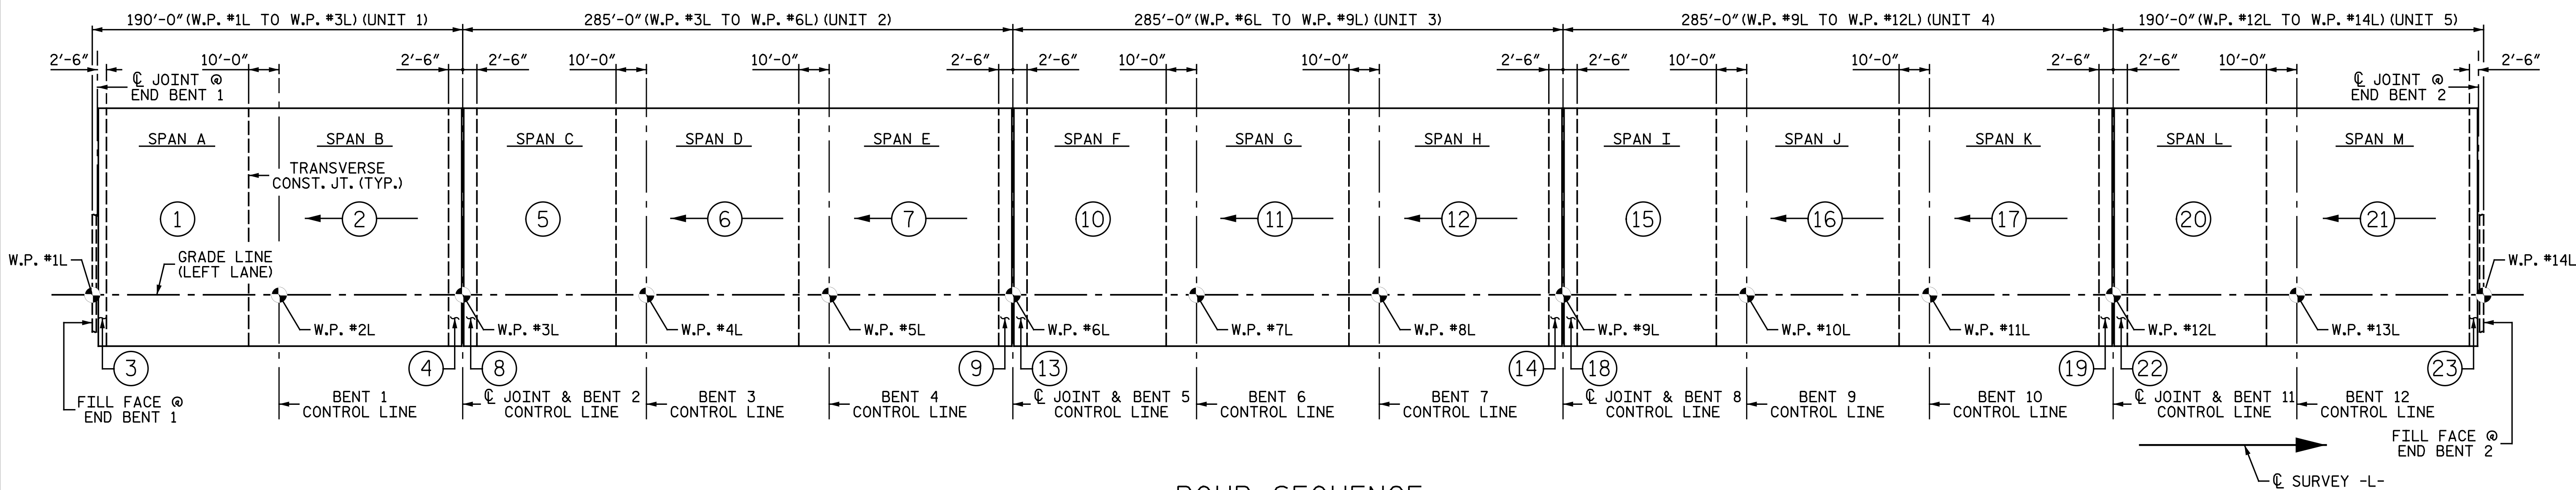 190'-0" (W.P. #1L TO W.P. #3L) (UNIT 1)
285'-0" (W.P. #3L TO W.P. #6L) (UNIT 2)
285'-0" (W.P. #6L TO W.P. #9L) (UNIT 3)
285'-0" (W.P. #9L TO W.P. #12L) (UNIT 4)
190'-0" (W.P. #12L TO W.P. #14L) (UNIT 5)
2'-6"
10'-0"
2'-6"
2'-6"
10'-0"
10'-0"
2'-6"
2'-6"
10'-0"
10'-0"
2'-6"
2'-6"
10'-0"
10'-0"
2'-6"
2'-6"
10'-0"
2'-6"
℄ JOINT @
END BENT 1
℄ JOINT @
END BENT 2
SPAN A
SPAN B
SPAN C
SPAN D
SPAN E
SPAN F
SPAN G
SPAN H
SPAN I
SPAN J
SPAN K
SPAN L
SPAN M
TRANSVERSE
CONST. JT. (TYP.)
1
2
5
6
7
10
11
12
15
16
17
20
21
W.P. #1L
GRADE LINE
(LEFT LANE)
W.P. #14L
W.P. #2L
W.P. #3L
W.P. #4L
W.P. #5L
W.P. #6L
W.P. #7L
W.P. #8L
W.P. #9L
W.P. #10L
W.P. #11L
W.P. #12L
W.P. #13L
3
4
8
9
13
14
18
19
22
23
FILL FACE @
END BENT 1
BENT 1
CONTROL LINE
℄ JOINT & BENT 2
CONTROL LINE
BENT 3
CONTROL LINE
BENT 4
CONTROL LINE
℄ JOINT & BENT 5
CONTROL LINE
BENT 6
CONTROL LINE
BENT 7
CONTROL LINE
℄ JOINT & BENT 8
CONTROL LINE
BENT 9
CONTROL LINE
BENT 10
CONTROL LINE
℄ JOINT & BENT 11
CONTROL LINE
BENT 12
CONTROL LINE
FILL FACE @
END BENT 2
℄ SURVEY -L-
POUR SEQUENCE